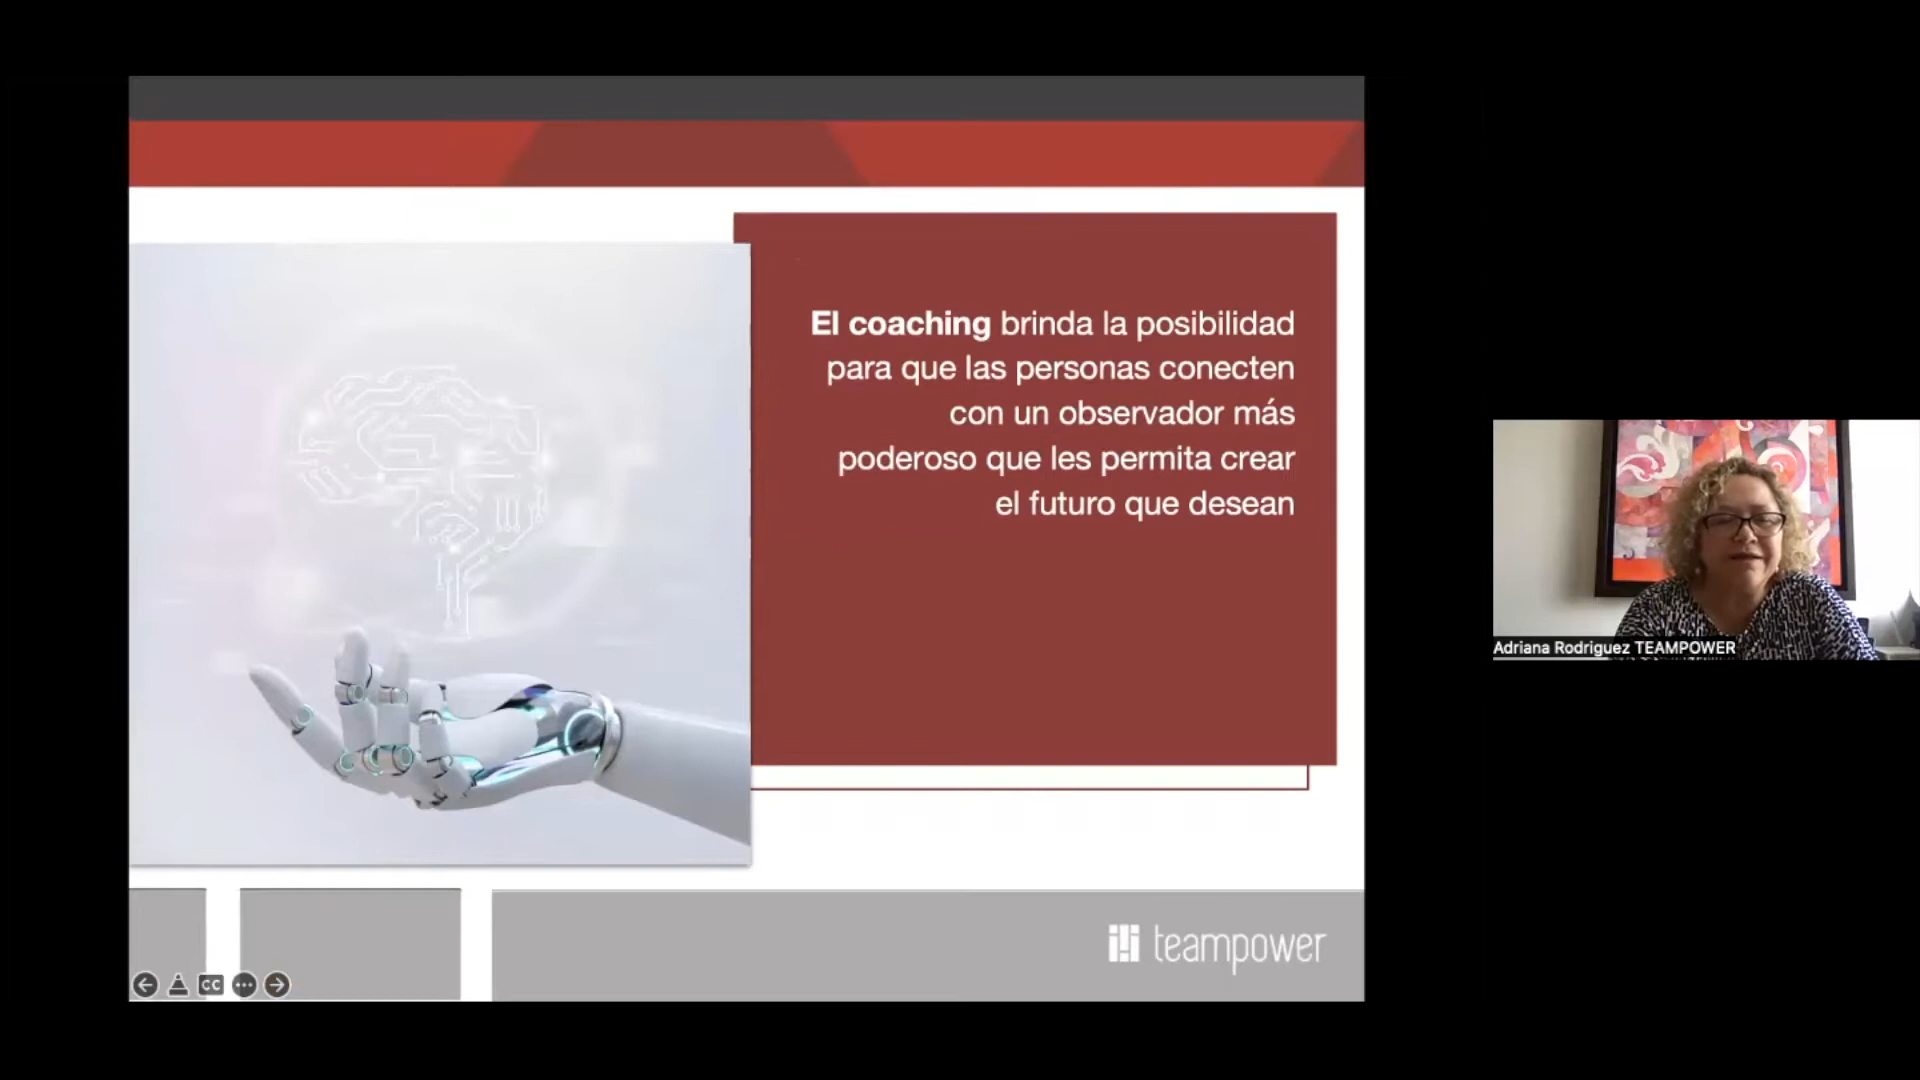 El coaching brinda la posibilidad
para que las personas conecten
con un observador más
poderoso que les permita crear
el futuro que desean
Adriana Rodriguez TEAMPOWER
teampower
CC